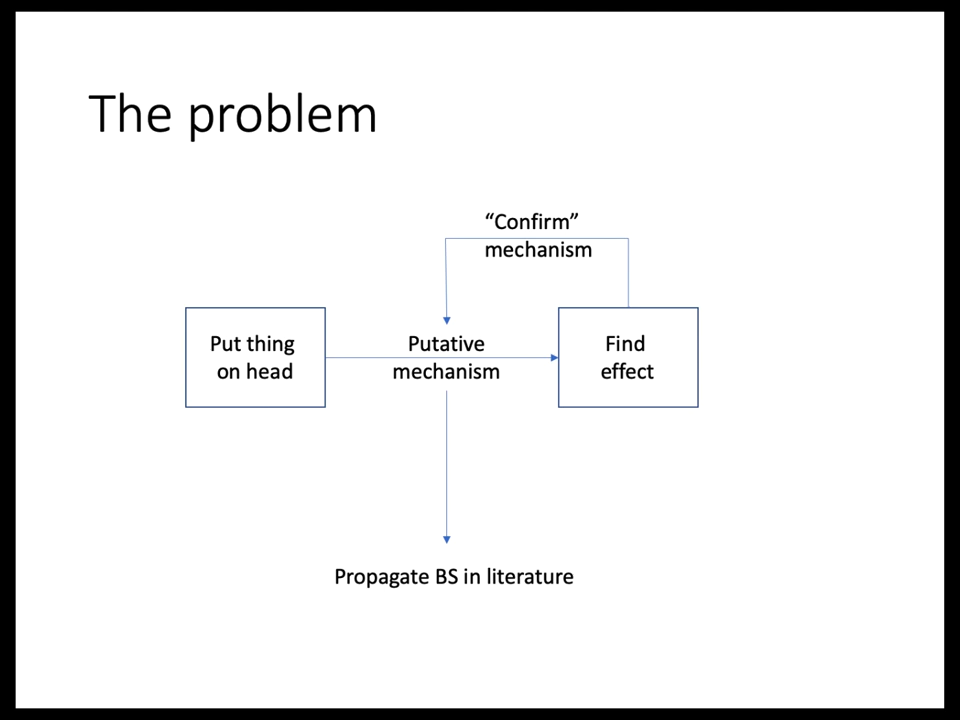 The problem
“Confirm”
mechanism
Put thing
on head
Putative
mechanism
Find
effect
Propagate BS in literature